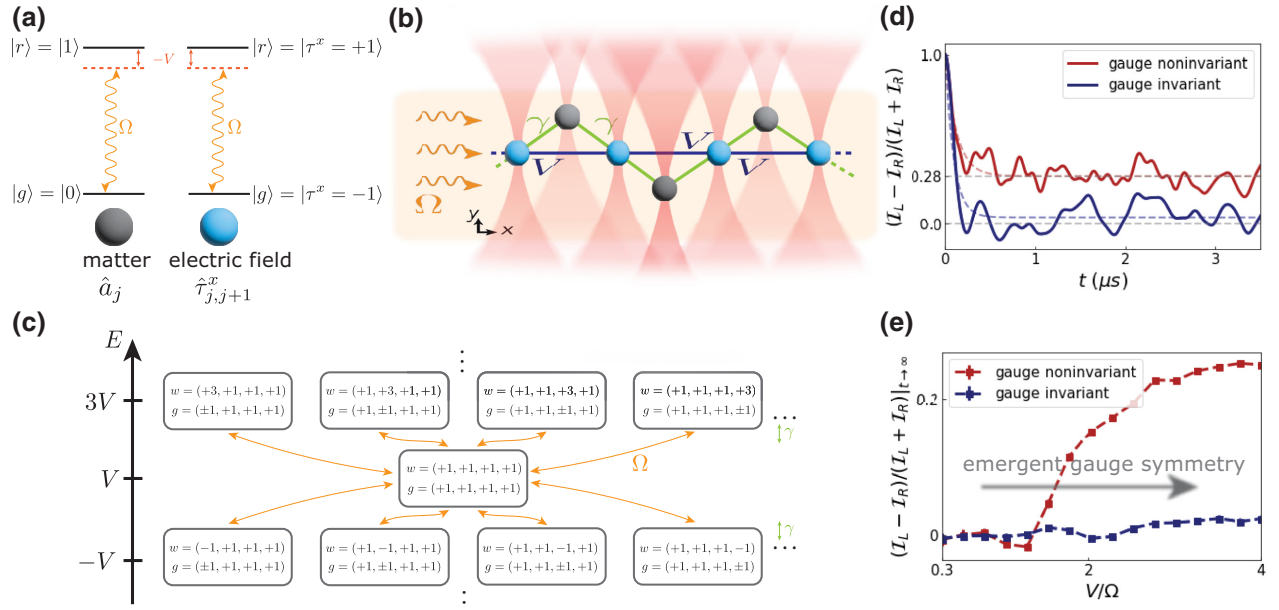 (a)
|r⟩ = |1⟩
|r⟩ = |τˣ = +1⟩
−V
Ω
Ω
|g⟩ = |0⟩
|g⟩ = |τˣ = −1⟩
matter
electric field
âⱼ
τ̂ˣⱼ,ⱼ₊₁
(b)
γ
γ
V
V
V
Ω
y
x
(c)
E
3V
V
−V
w = (+3, +1, +1, +1)
g = (±1, +1, +1, +1)
w = (+1, +3, +1, +1)
g = (+1, ±1, +1, +1)
w = (+1, +1, +3, +1)
g = (+1, +1, ±1, +1)
w = (+1, +1, +1, +3)
g = (+1, +1, +1, ±1)
γ
w = (+1, +1, +1, +1)
g = (+1, +1, +1, +1)
Ω
γ
w = (−1, +1, +1, +1)
g = (±1, +1, +1, +1)
w = (+1, −1, +1, +1)
g = (+1, ±1, +1, +1)
w = (+1, +1, −1, +1)
g = (+1, +1, ±1, +1)
w = (+1, +1, +1, −1)
g = (+1, +1, +1, ±1)
(d)
(I_L − I_R)/(I_L + I_R)
1.0
0.28
0.0
gauge noninvariant
gauge invariant
0 1 2 3
t (μs)
(e)
(I_L − I_R)/(I_L + I_R)|ₜ→∞
0.2
0
gauge noninvariant
gauge invariant
emergent gauge symmetry
0.3 2 4
V/Ω